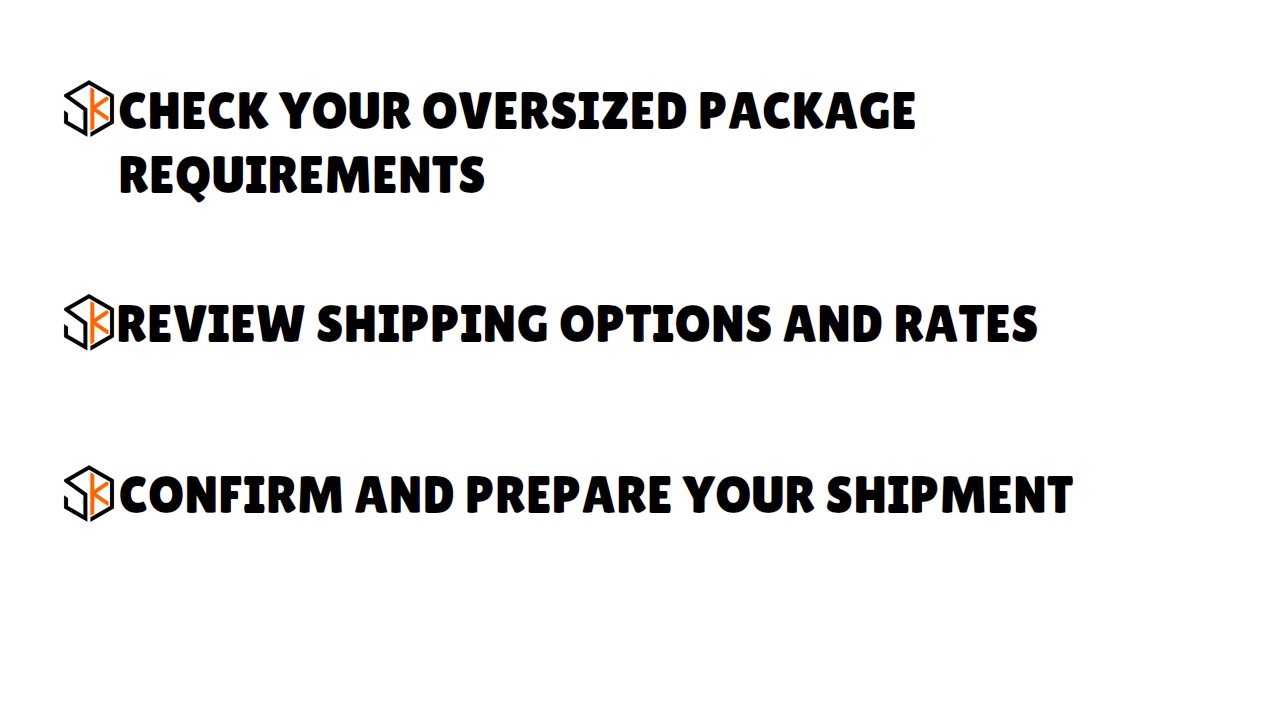 CHECK YOUR OVERSIZED PACKAGE
REQUIREMENTS
REVIEW SHIPPING OPTIONS AND RATES
CONFIRM AND PREPARE YOUR SHIPMENT